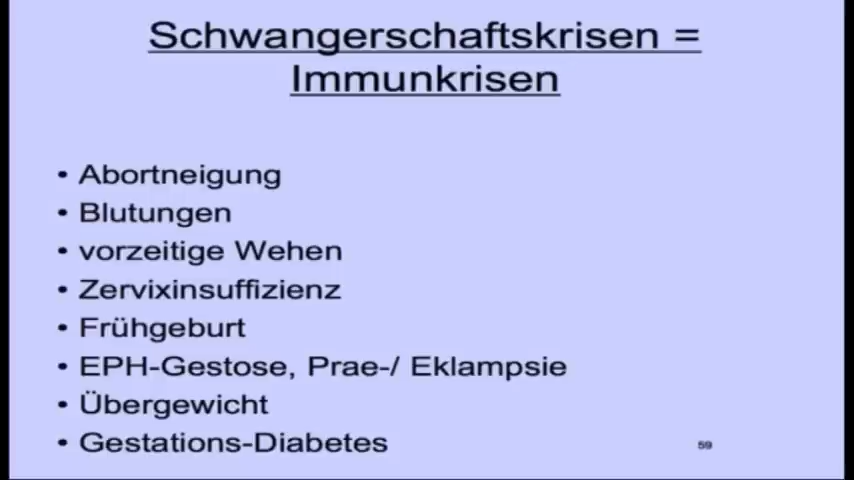 Schwangerschaftskrisen =
Immunkrisen
• Abortneigung
• Blutungen
• vorzeitige Wehen
• Zervixinsuffizienz
• Frühgeburt
• EPH-Gestose, Prae-/ Eklampsie
• Übergewicht
• Gestations-Diabetes
59